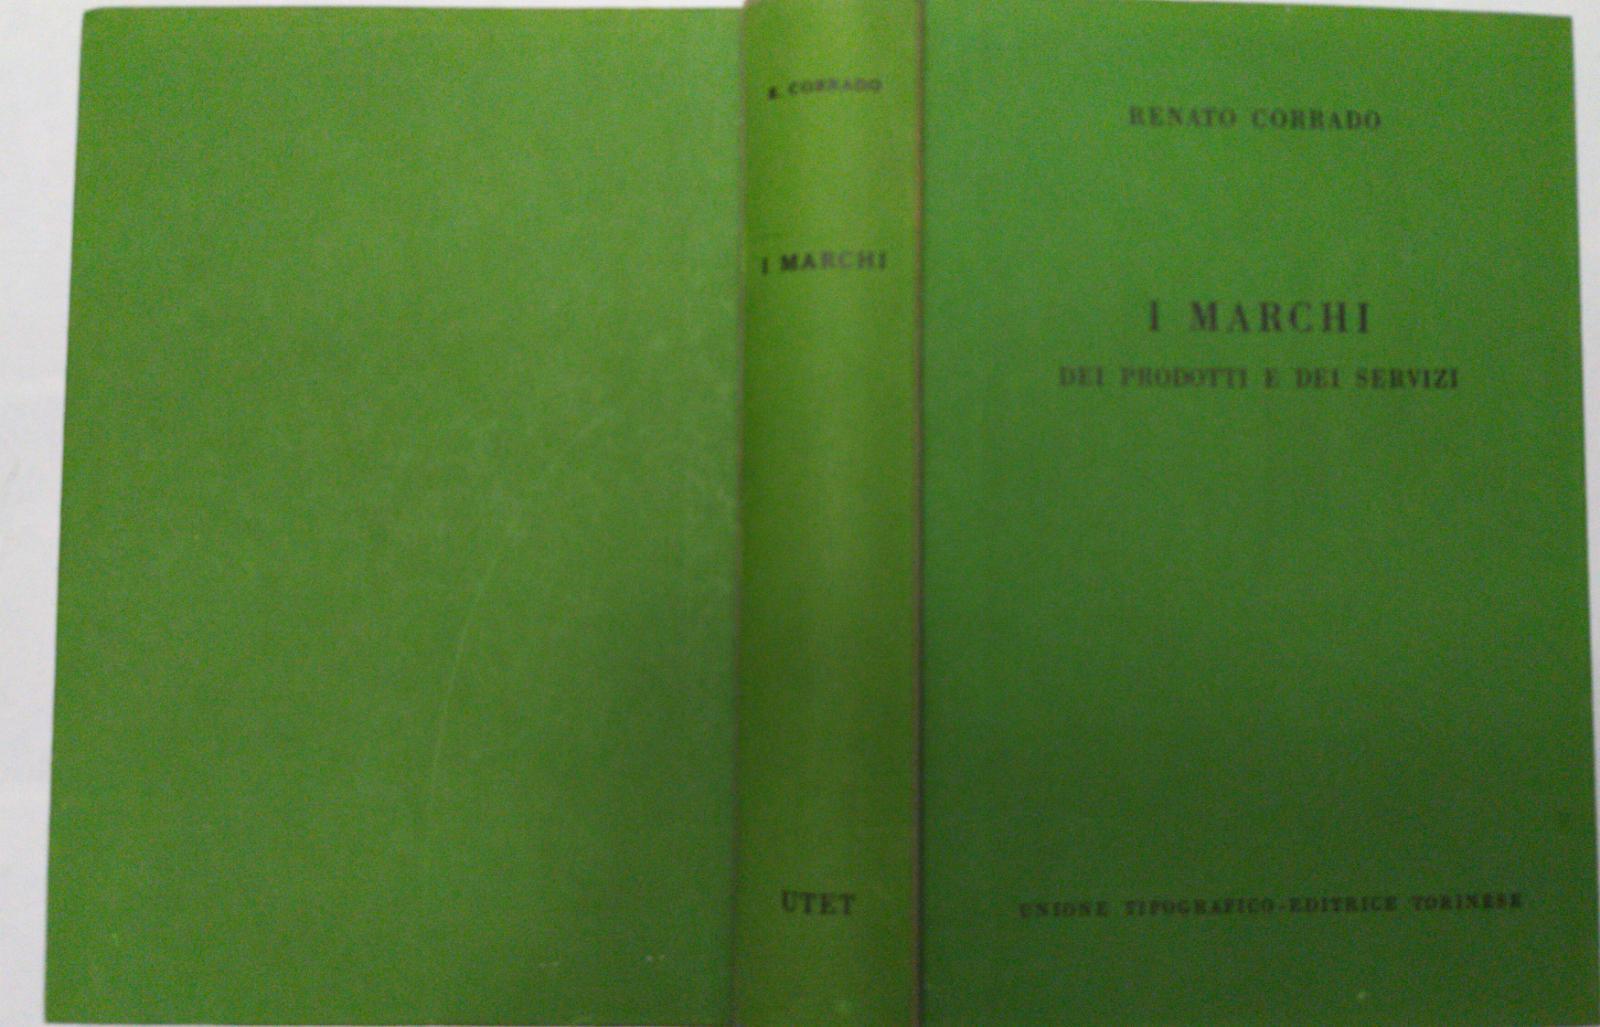 R. CORRADO
I MARCHI
UTET
RENATO CORRADO
I MARCHI
DEI PRODOTTI E DEI SERVIZI
UNIONE TIPOGRAFICO-EDITRICE TORINESE